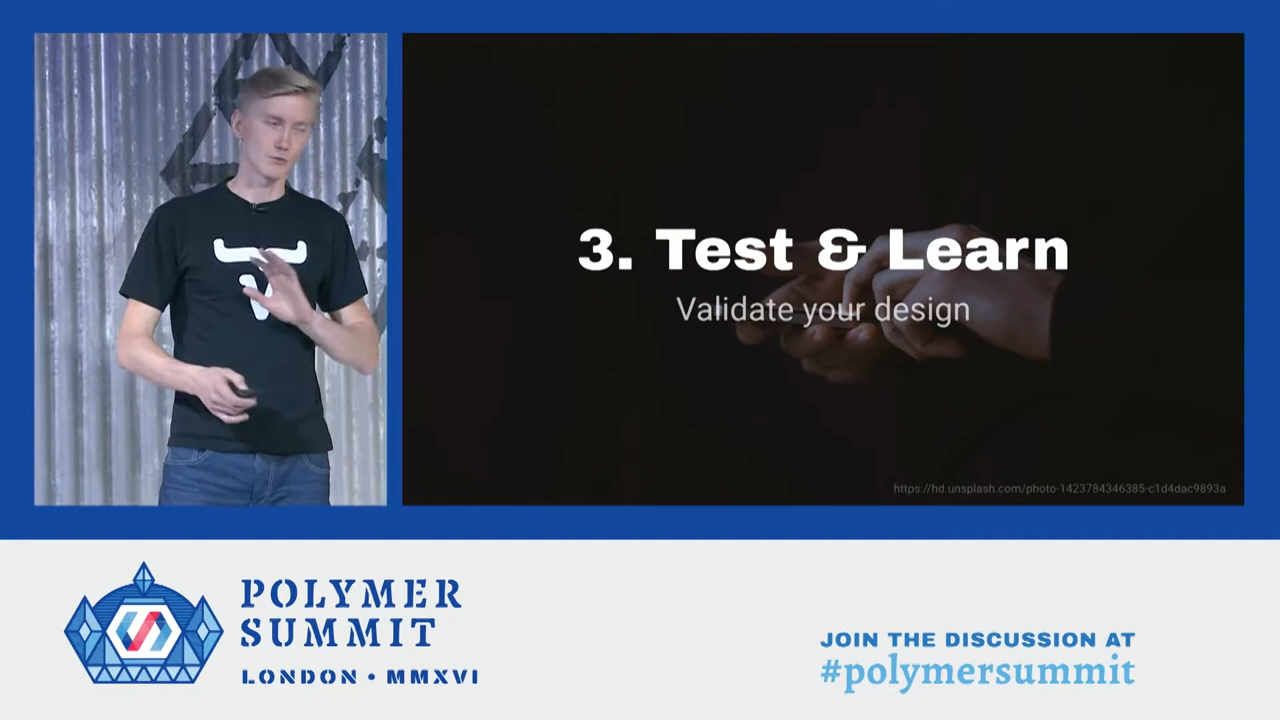 3. Test & Learn
Validate your design
https://hd.unsplash.com/photo-1423784346385-c1d4dac9893a
POLYMER
SUMMIT
LONDON • MMXVI
JOIN THE DISCUSSION AT
#polymersummit